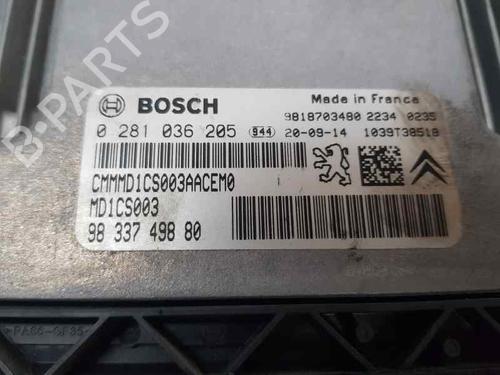 BOSCH
Made in France
9818703480 2234 0235
0 281 036 205 944 20-09-14 1039T38518
CMMMD1CS003AACEM0
MD1CS003
98 337 498 80
B-PARTS